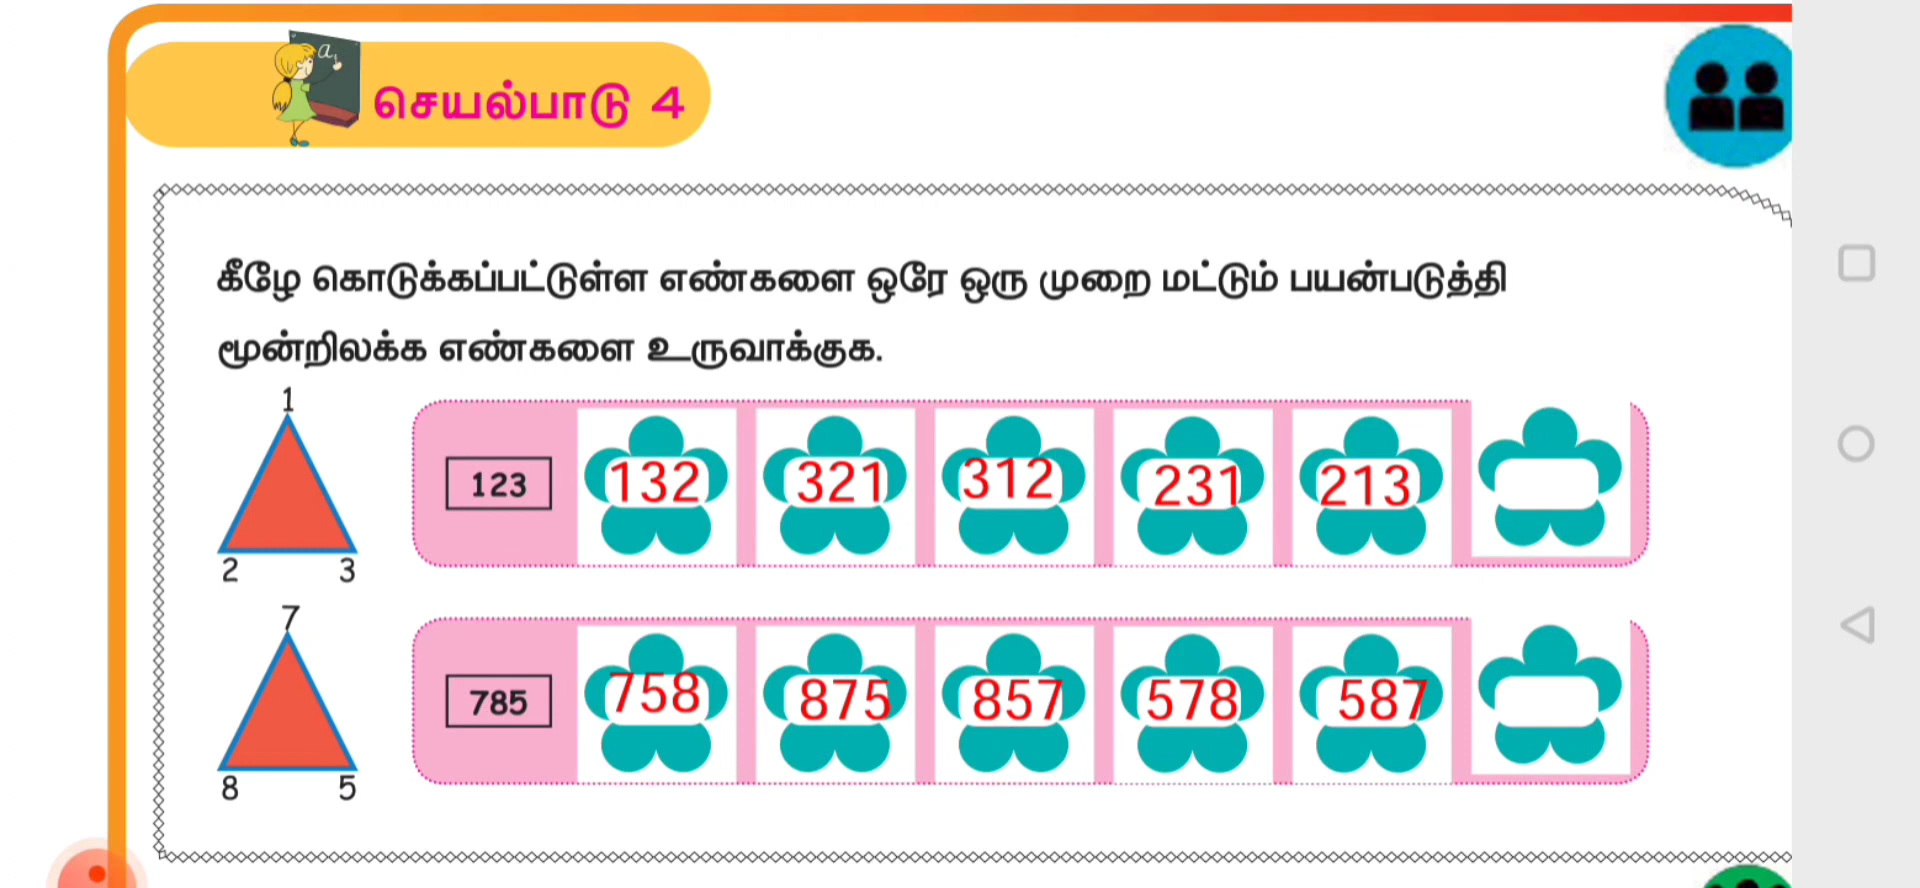 a,
செயல்பாடு 4
கீழே கொடுக்கப்பட்டுள்ள எண்களை ஒரே ஒரு முறை மட்டும் பயன்படுத்தி
மூன்றிலக்க எண்களை உருவாக்குக.
1
123 132 321 312 231 213
2 3
7
785 758 875 857 578 587
8 5